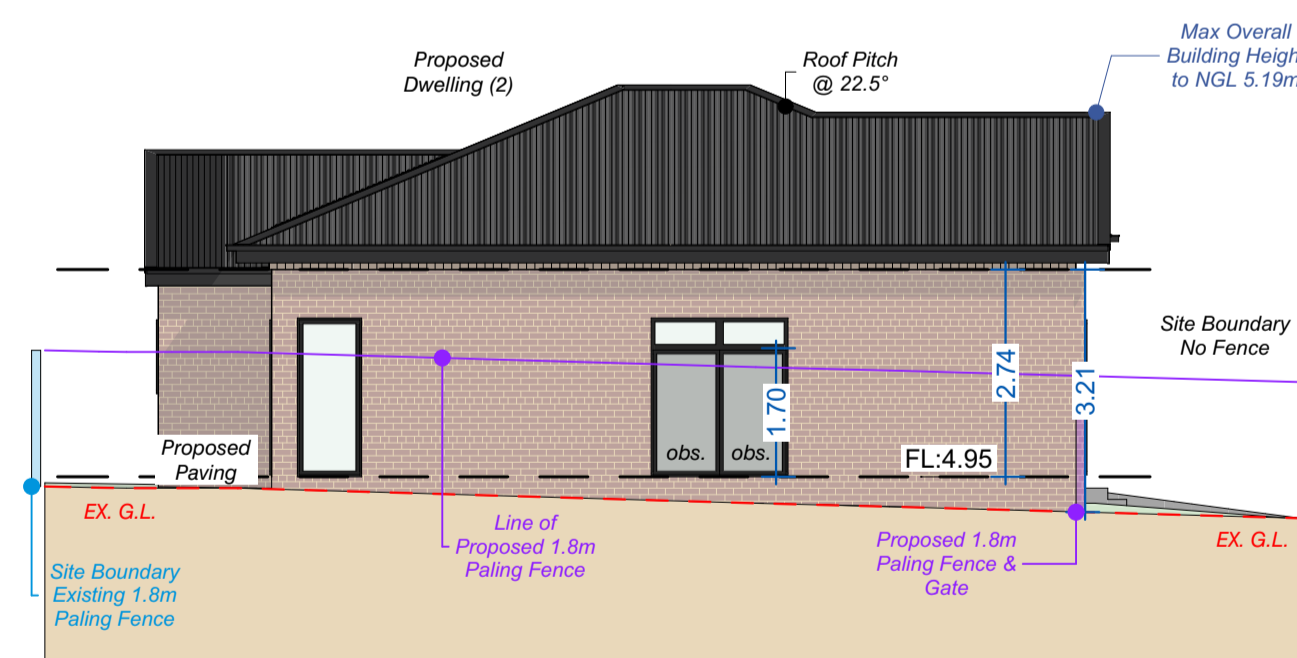 Max Overall
Building Heigh
to NGL 5.19m
Proposed
Dwelling (2)
Roof Pitch
@ 22.5°
Site Boundary
No Fence
2.74
3.21
1.70
Proposed
Paving
obs.
obs.
FL:4.95
EX. G.L.
Line of
Proposed 1.8m
Paling Fence
Proposed 1.8m
Paling Fence &
Gate
EX. G.L.
Site Boundary
Existing 1.8m
Paling Fence